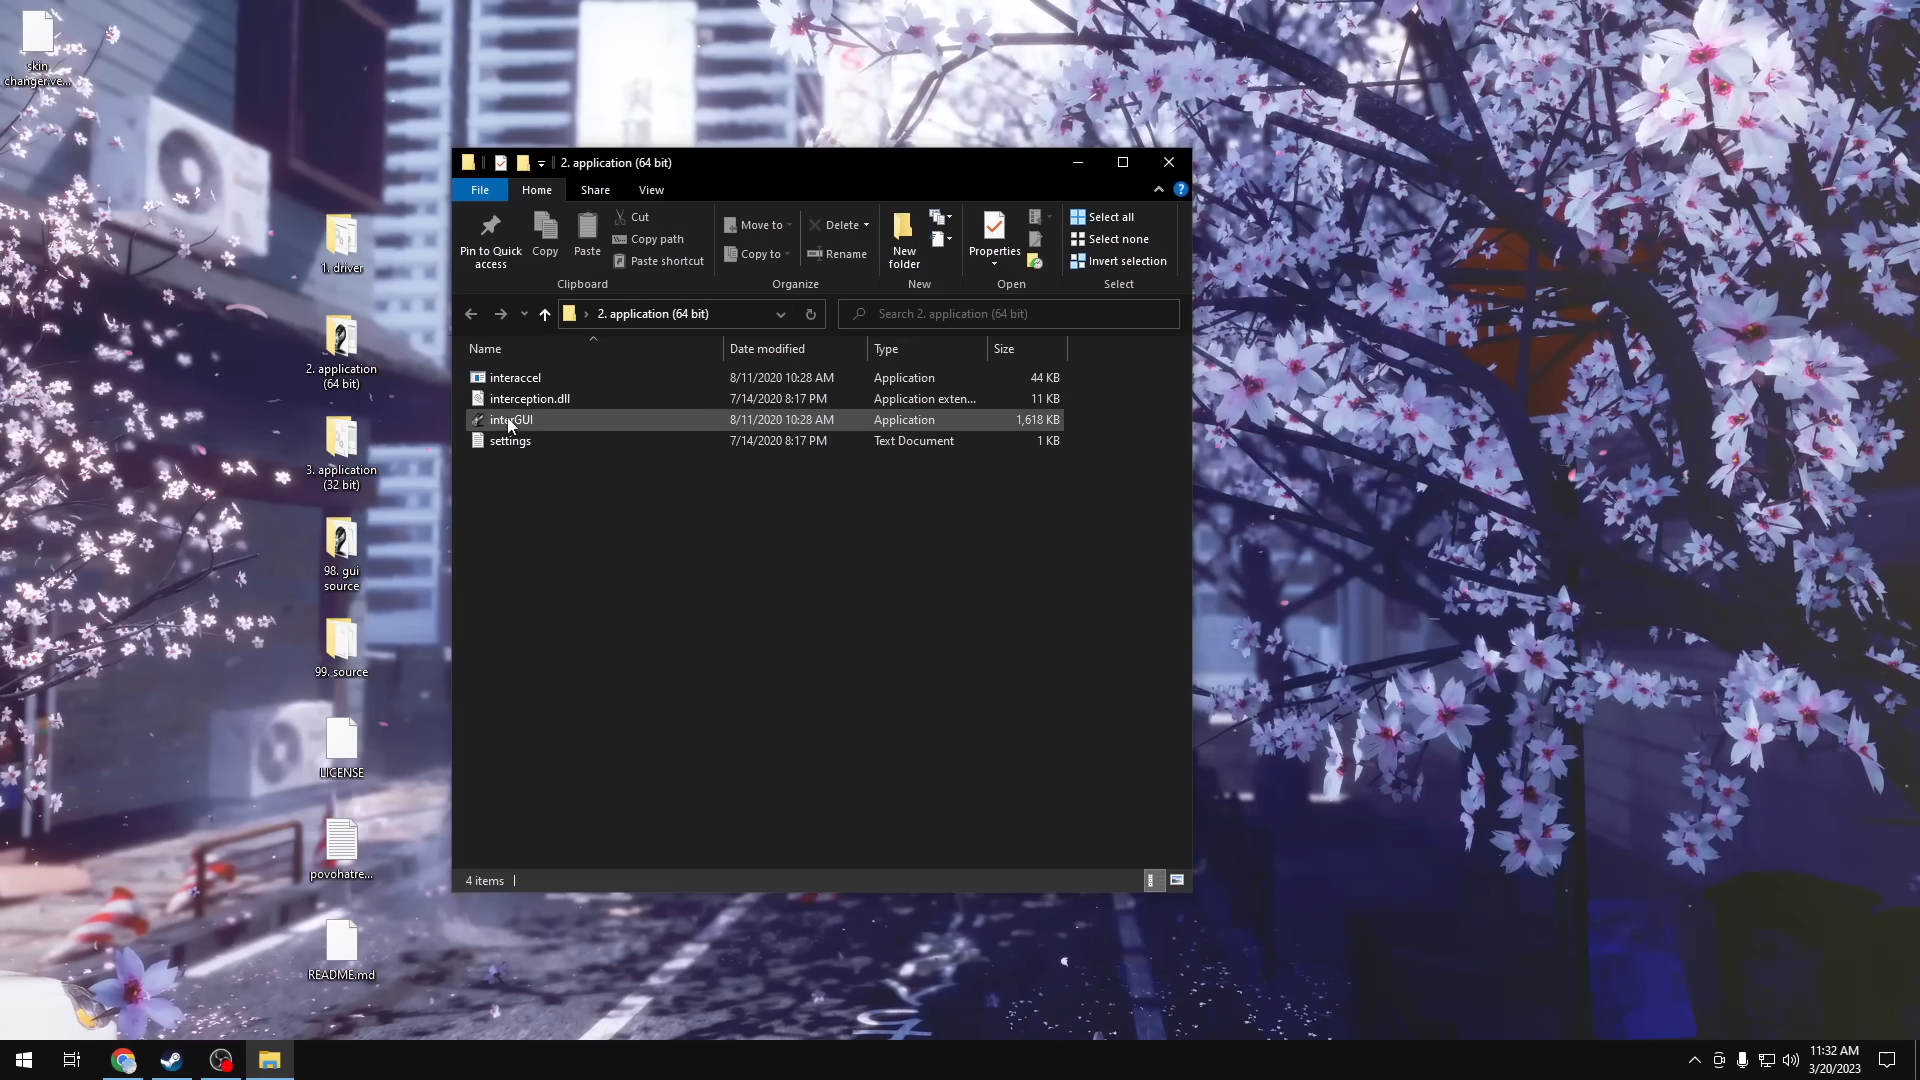 skin
changer.ve...
1. driver
2. application
(64 bit)
3. application
(32 bit)
98. gui
source
99. source
LICENSE
povohatre...
README.md
2. application (64 bit)
File
Home
Share
View
Pin to Quick
access
Copy
Paste
Cut
Copy path
Paste shortcut
Clipboard
Move to
Copy to
Delete
Rename
Organize
New
folder
New
Properties
Open
Select all
Select none
Invert selection
Select
2. application (64 bit)
Search 2. application (64 bit)
Name Date modified Type Size
interaccel 8/11/2020 10:28 AM Application 44 KB
interception.dll 7/14/2020 8:17 PM Application exten... 11 KB
interGUI 8/11/2020 10:28 AM Application 1,618 KB
settings 7/14/2020 8:17 PM Text Document 1 KB
4 items
11:32 AM
3/20/2023